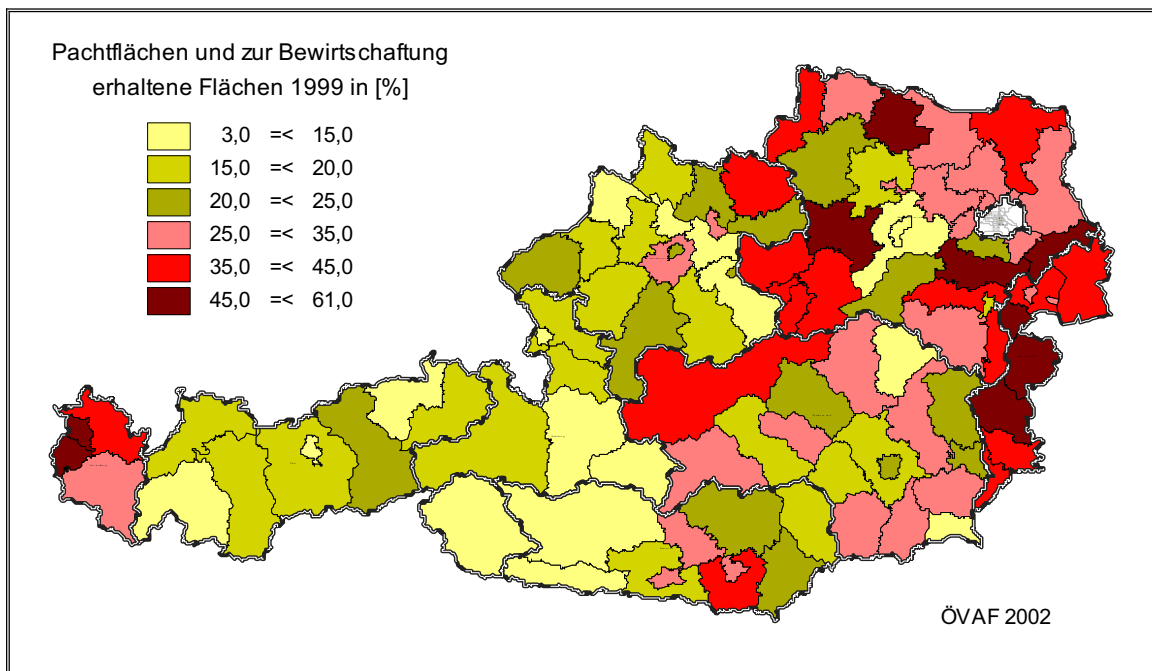 Pachtflächen und zur Bewirtschaftung
erhaltene Flächen 1999 in [%]
3,0 =< 15,0
15,0 =< 20,0
20,0 =< 25,0
25,0 =< 35,0
35,0 =< 45,0
45,0 =< 61,0
ÖVAF 2002